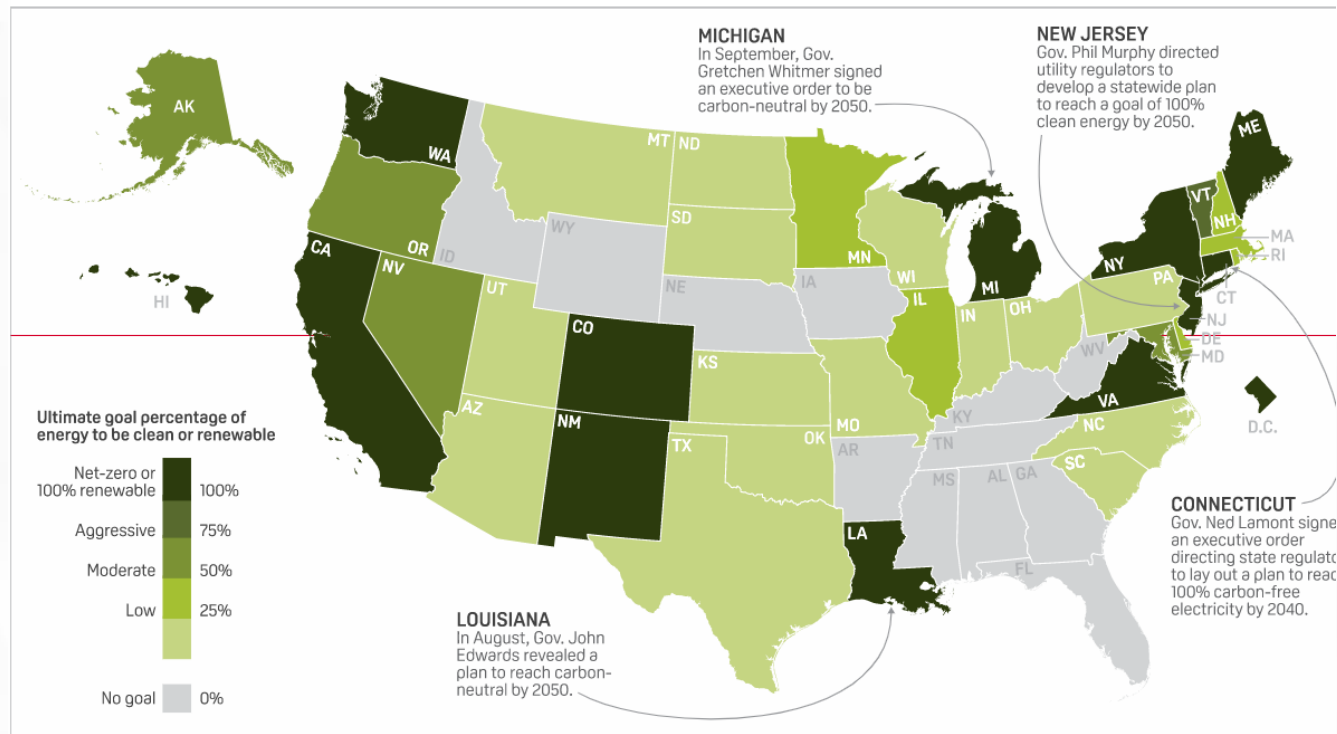 MICHIGAN
In September, Gov.
Gretchen Whitmer signed
an executive order to be
carbon-neutral by 2050.
NEW JERSEY
Gov. Phil Murphy directed
utility regulators to
develop a statewide plan
to reach a goal of 100%
clean energy by 2050.
AK
WA
MT
ND
ME
VT
NH
MA
RI
CT
OR
ID
WY
SD
MN
WI
MI
NY
PA
CA
NV
UT
NE
IA
IL
IN
OH
NJ
DE
MD
HI
CO
KS
MO
WV
VA
D.C.
KY
AZ
NM
TX
OK
AR
TN
NC
SC
MS
AL
GA
LA
FL
Ultimate goal percentage of
energy to be clean or renewable
Net-zero or
100% renewable
100%
Aggressive
75%
Moderate
50%
Low
25%
No goal
0%
LOUISIANA
In August, Gov. John
Edwards revealed a
plan to reach carbon-
neutral by 2050.
CONNECTICUT
Gov. Ned Lamont signe
an executive order
directing state regulato
to lay out a plan to reac
100% carbon-free
electricity by 2040.